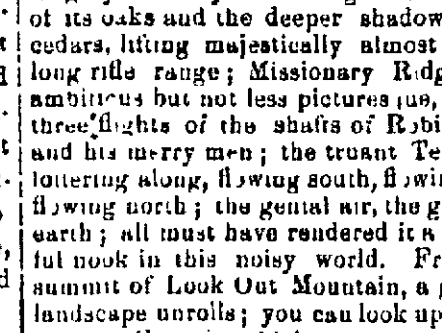 of its oaks and the deeper shadow
cedars, lifting majestically almost
long rifle range; Missionary Ridg
ambitious but not less pictures que,
three flights of the shafts of Robi
and his merry men; the truant Te
loitering along, flowing south, flowi
flowing north; the genial air, the g
earth; all must have rendered it a
ful nook in this noisy world. Fr
summit of Look Out Mountain, a g
landscape unrolls; you can look up